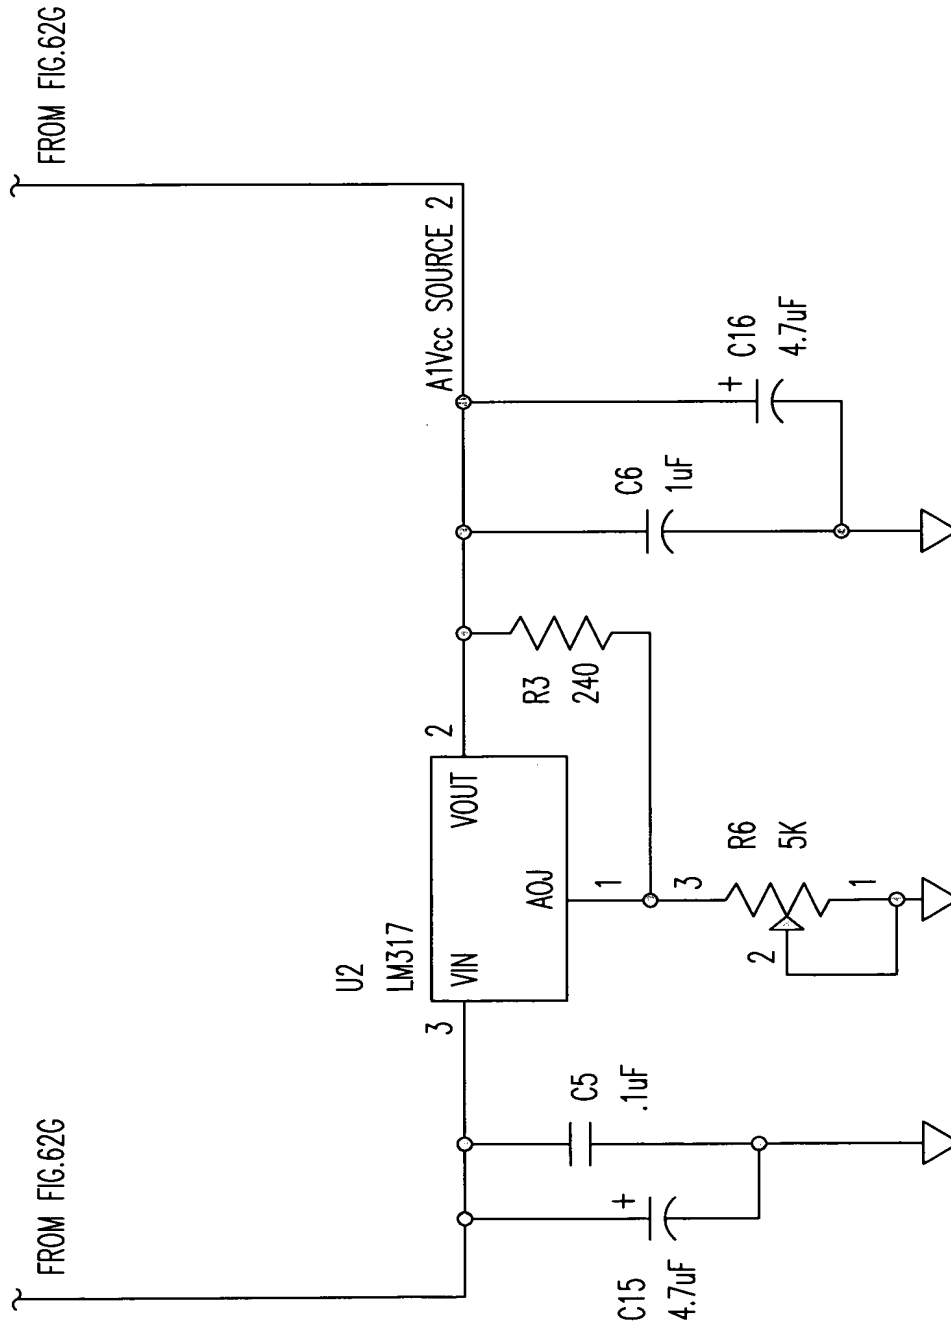 FROM FIG.62G
FROM FIG.62G
U2
LM317
3
VIN
VOUT
2
AOJ
1
A1Vcc SOURCE 2
C15
4.7uF
+
C5
.1uF
3
R6
5K
2
1
R3
240
C6
1uF
+
C16
4.7uF